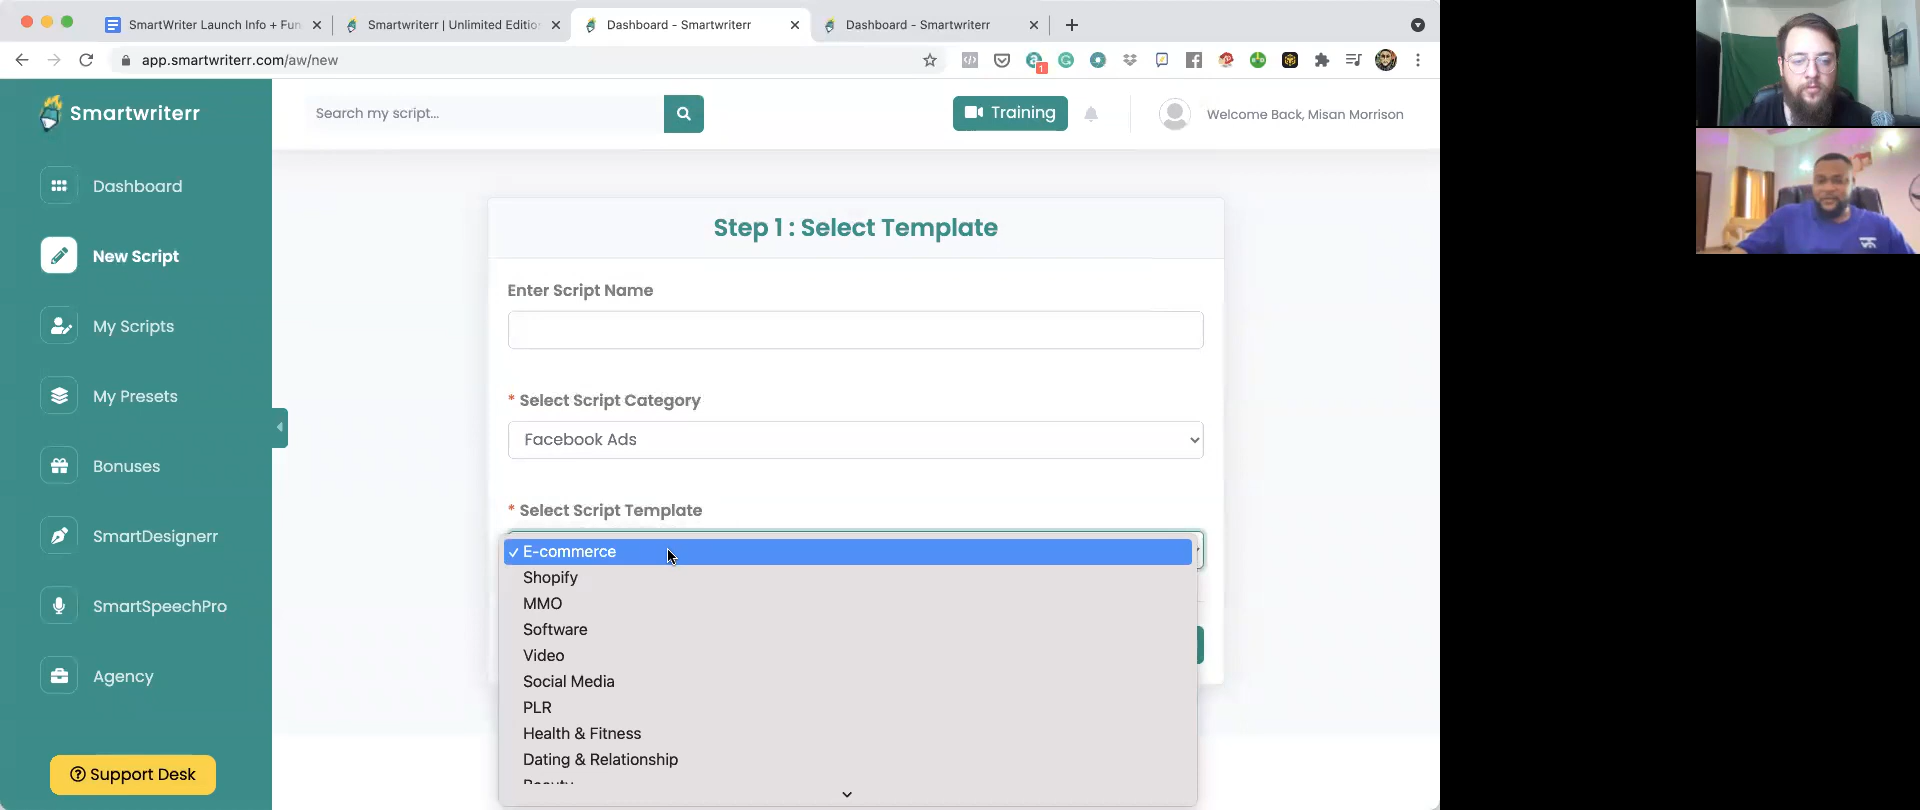 SmartWriter Launch Info + Fun
Smartwriterr | Unlimited Editio
Dashboard - Smartwriterr
Dashboard - Smartwriterr
app.smartwriterr.com/aw/new
1
Smartwriterr
Search my script...
Training
Welcome Back, Misan Morrison
Dashboard
New Script
My Scripts
My Presets
Bonuses
SmartDesignerr
SmartSpeechPro
Agency
Support Desk
Step 1 : Select Template
Enter Script Name
* Select Script Category
Facebook Ads
* Select Script Template
✓ E-commerce
Shopify
MMO
Software
Video
Social Media
PLR
Health & Fitness
Dating & Relationship
Beauty